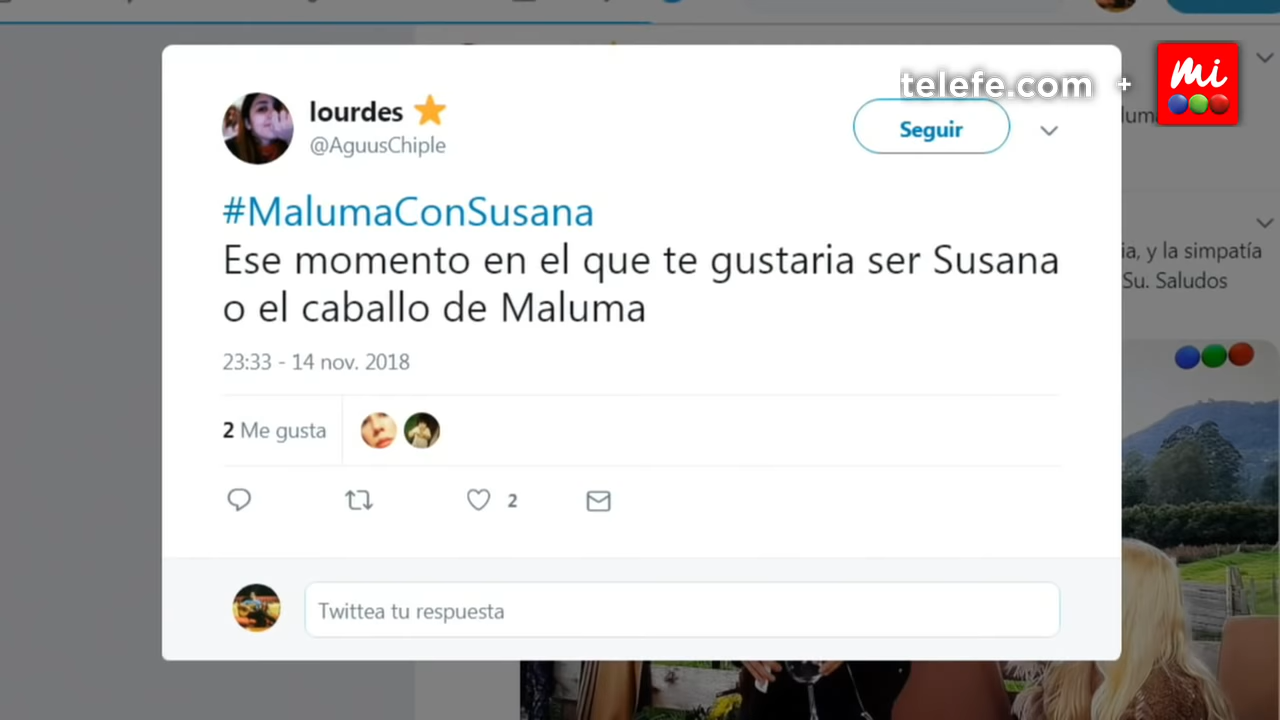 telefe.com +
mi
lourdes
@AguusChiple
Seguir
#MalumaConSusana
Ese momento en el que te gustaria ser Susana
o el caballo de Maluma
23:33 - 14 nov. 2018
2 Me gusta
2
Twittea tu respuesta
ia, y la simpatía
Su. Saludos